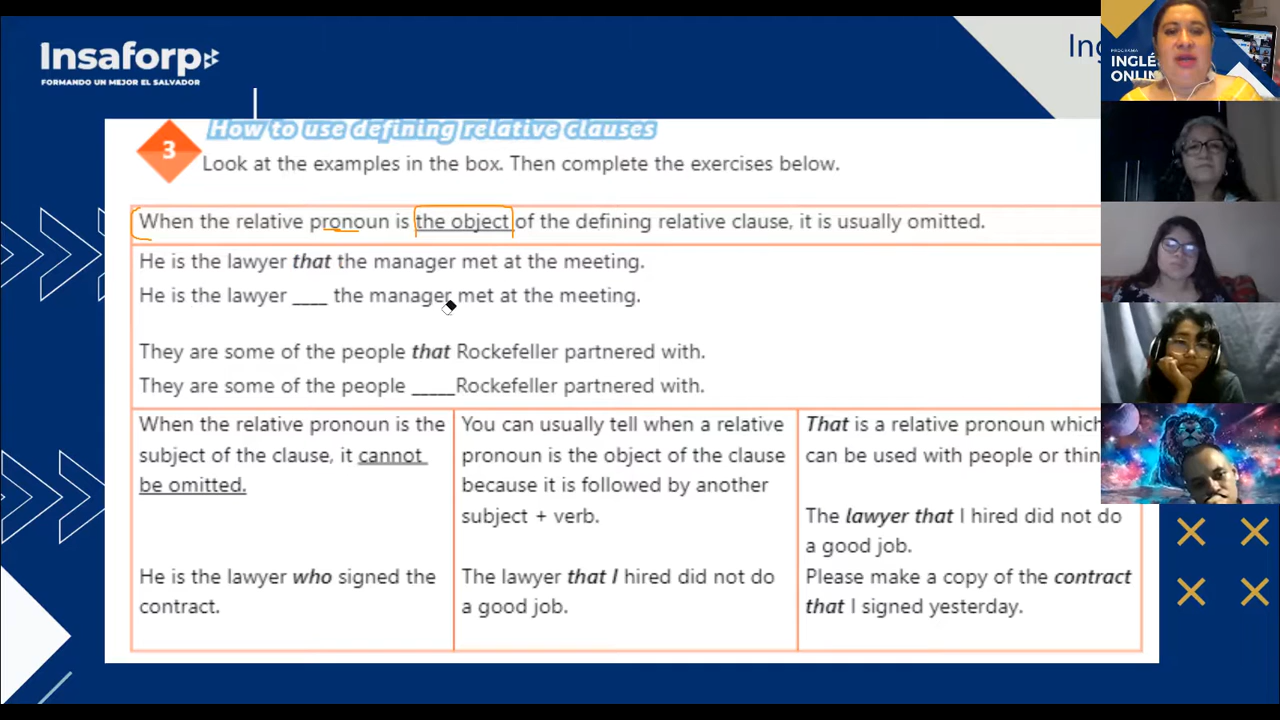 Insaforp
FORMANDO UN MEJOR EL SALVADOR
PROGRAMA
INGLÉS
3
How to use defining relative clauses
Look at the examples in the box. Then complete the exercises below.
When the relative pronoun is the object of the defining relative clause, it is usually omitted.
He is the lawyer that the manager met at the meeting.
He is the lawyer ____ the manager met at the meeting.
They are some of the people that Rockefeller partnered with.
They are some of the people _____Rockefeller partnered with.
When the relative pronoun is the
subject of the clause, it cannot
be omitted.
He is the lawyer who signed the
contract.
You can usually tell when a relative
pronoun is the object of the clause
because it is followed by another
subject + verb.
The lawyer that I hired did not do
a good job.
That is a relative pronoun which
can be used with people or
The lawyer that I hired did not do
a good job.
Please make a copy of the contract
that I signed yesterday.